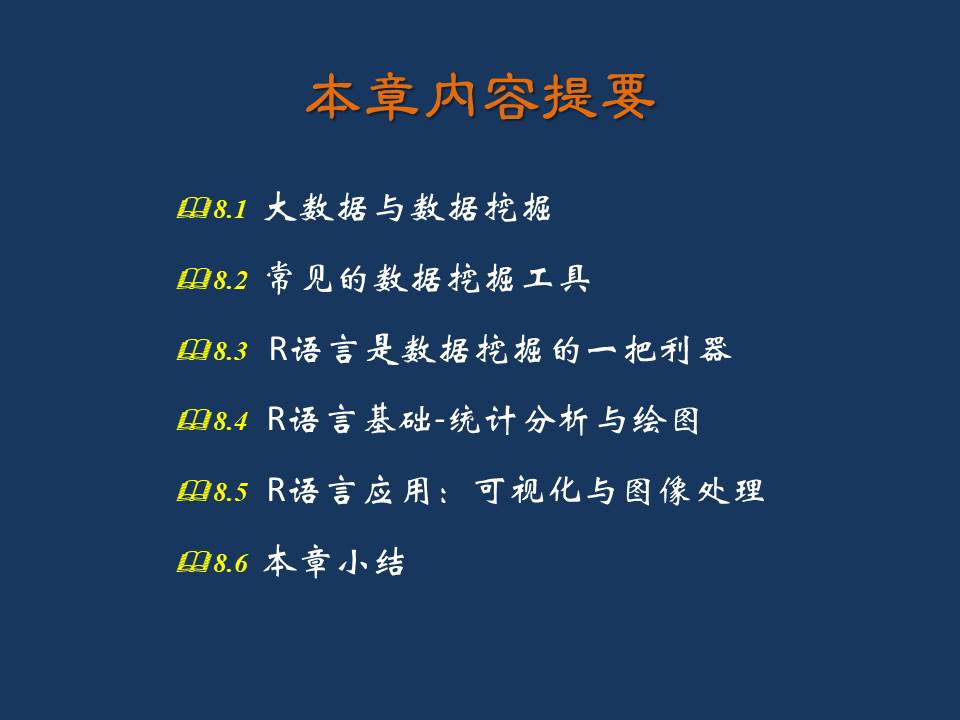 本章内容提要
8.1 大数据与数据挖掘
8.2 常见的数据挖掘工具
8.3 R语言是数据挖掘的一把利器
8.4 R语言基础-统计分析与绘图
8.5 R语言应用：可视化与图像处理
8.6 本章小结